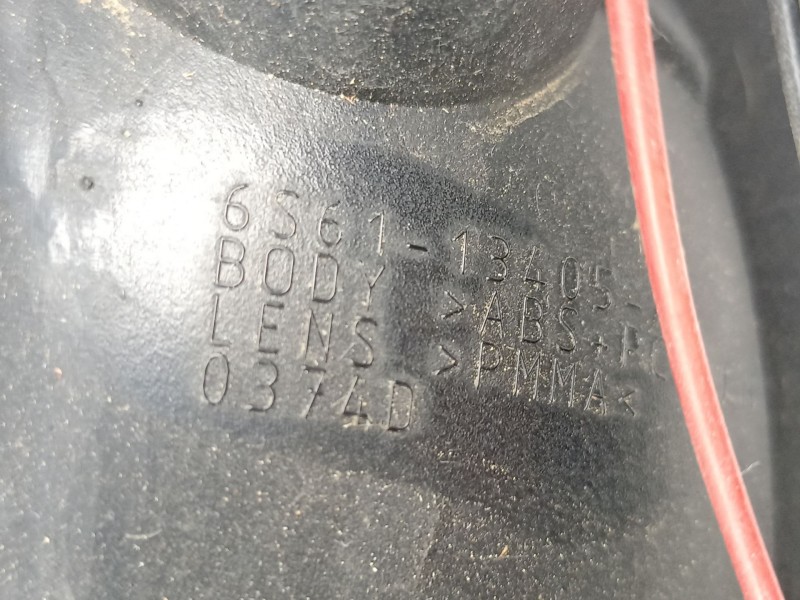 6S61-13405-
BODY >ABS+PC
LENS >PMMA<
0374D